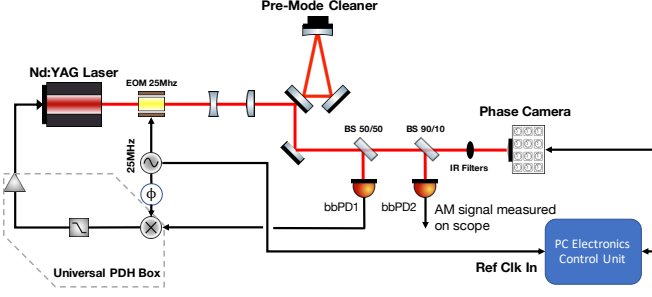 Pre-Mode Cleaner
Nd:YAG Laser
EOM 25Mhz
Phase Camera
BS 50/50
BS 90/10
IR Filters
25MHz
ϕ
bbPD1
bbPD2
AM signal measured
on scope
PC Electronics
Control Unit
Ref Clk In
Universal PDH Box